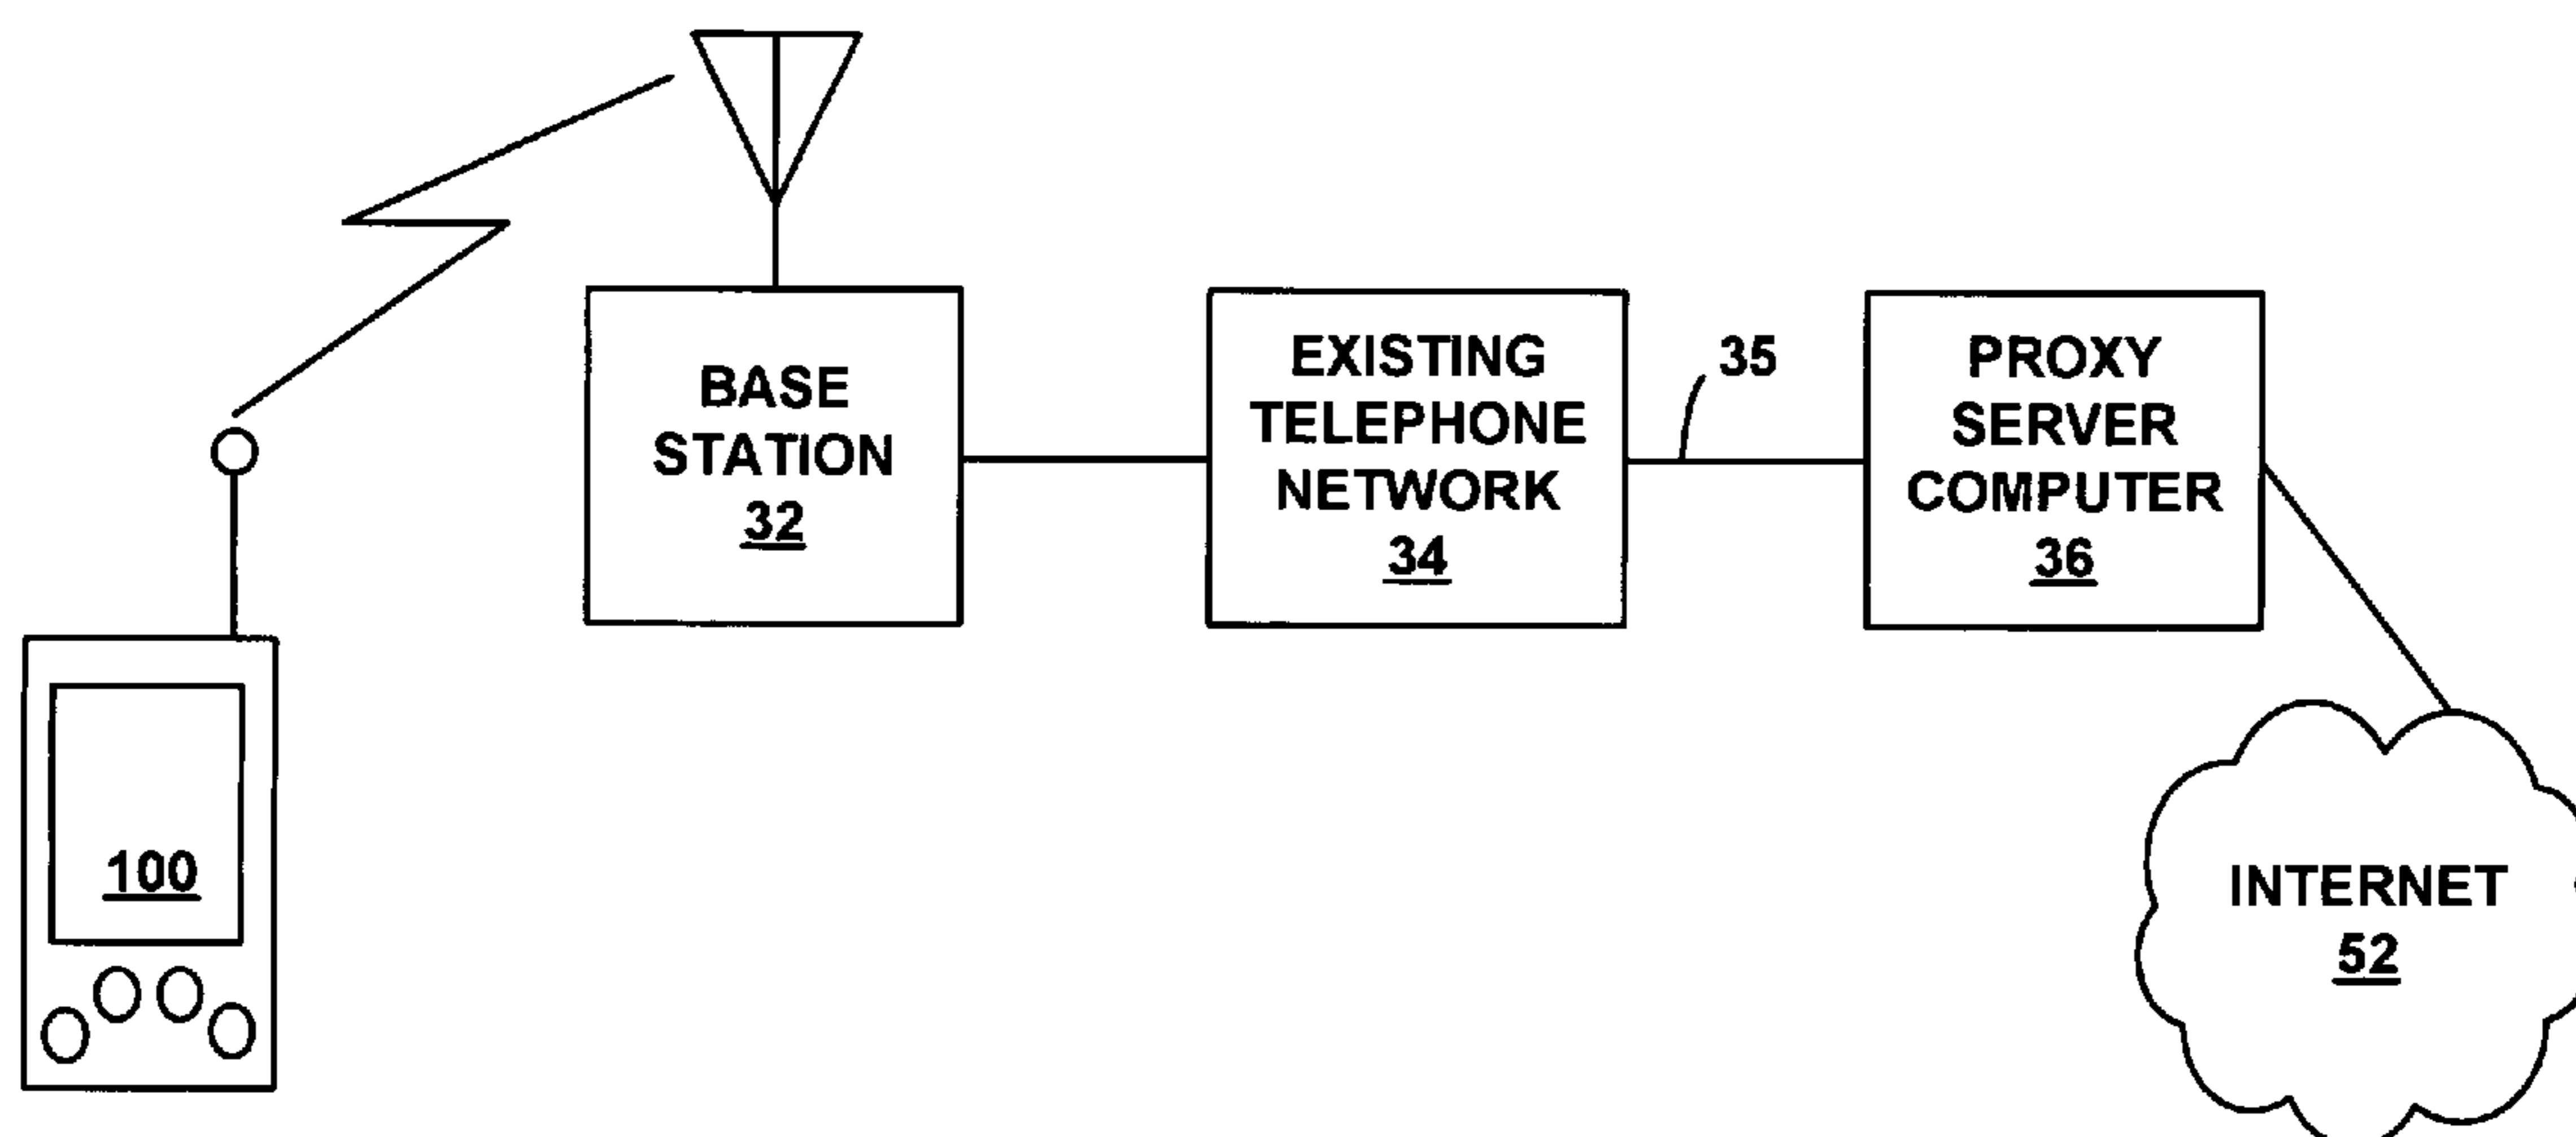 BASE
STATION
32
EXISTING
TELEPHONE
NETWORK
34
35
PROXY
SERVER
COMPUTER
36
100
INTERNET
52